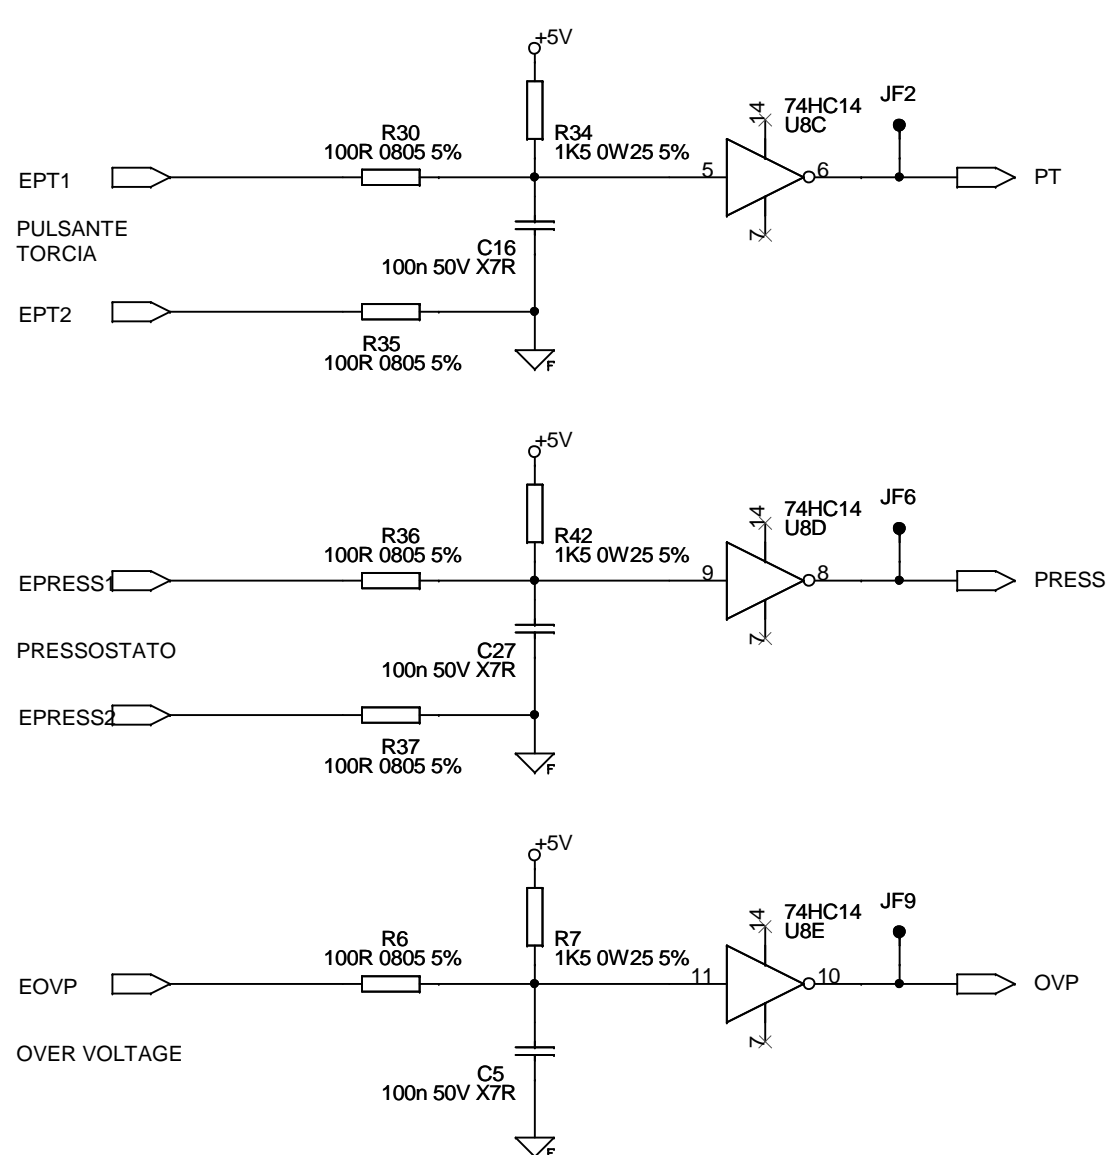 +5V
R30
100R 0805 5%
R34
1K5 0W25 5%
14
74HC14
U8C
JF2
EPT1
5
6
PT
7
PULSANTE
TORCIA
C16
100n 50V X7R
EPT2
R35
100R 0805 5%
F
+5V
R36
100R 0805 5%
R42
1K5 0W25 5%
14
74HC14
U8D
JF6
EPRESS1
9
8
PRESS
7
PRESSOSTATO
C27
100n 50V X7R
EPRESS2
R37
100R 0805 5%
F
+5V
R6
100R 0805 5%
R7
1K5 0W25 5%
14
74HC14
U8E
JF9
EOVP
11
10
OVP
7
OVER VOLTAGE
C5
100n 50V X7R
F